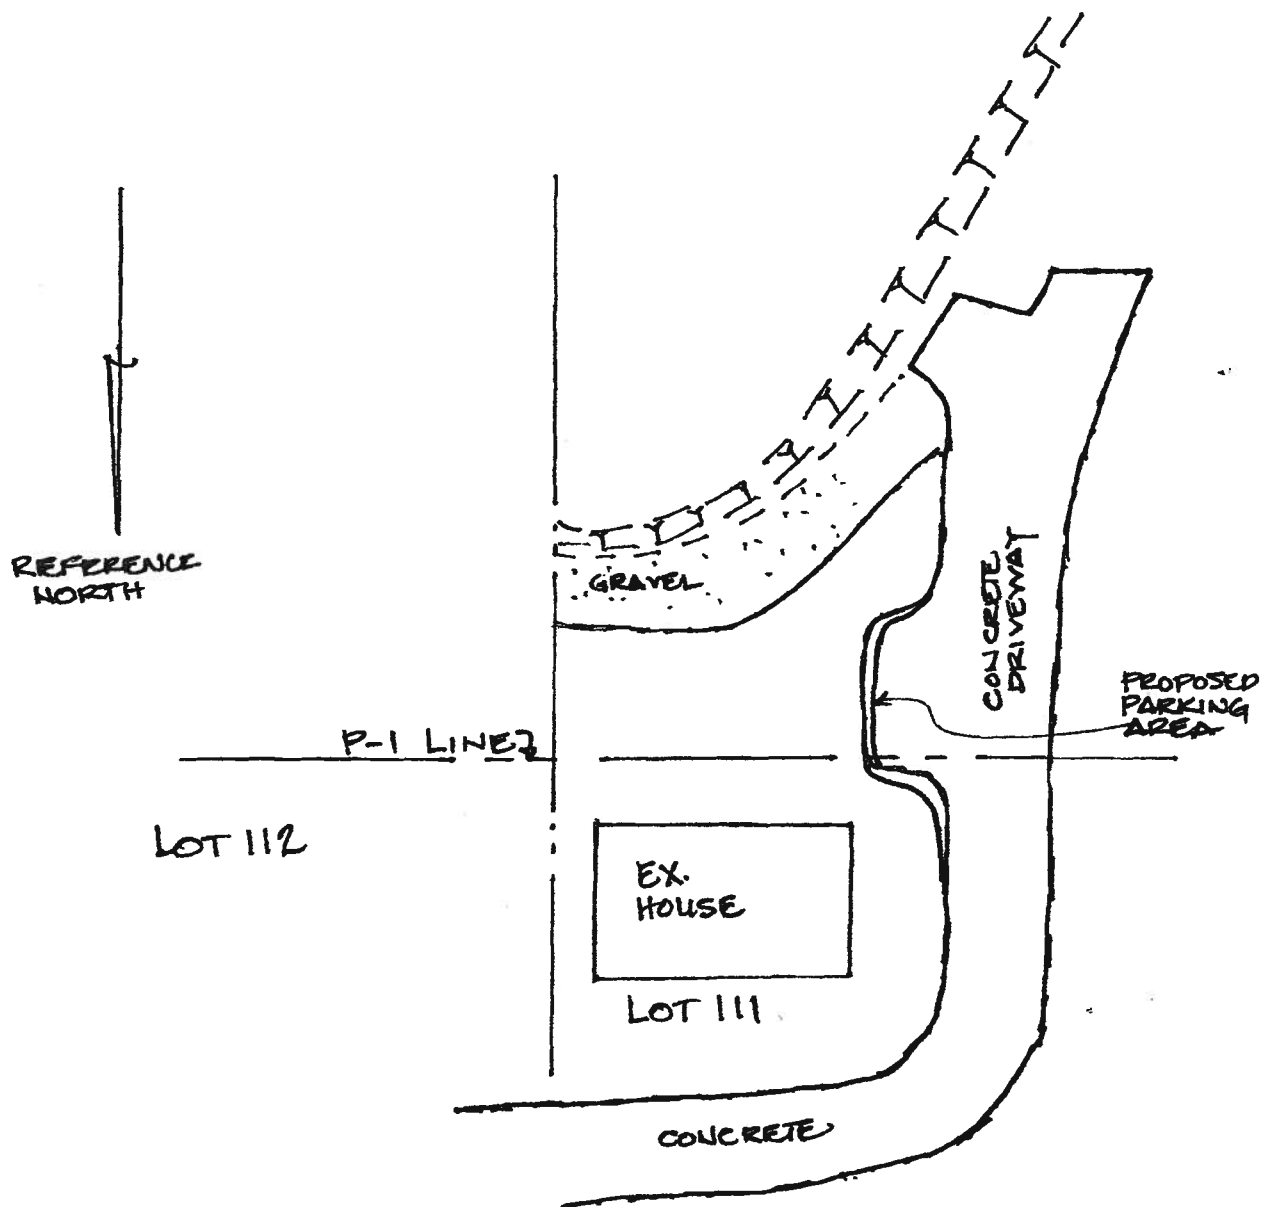 REFERENCE
NORTH
GRAVEL
CONCRETE
DRIVEWAY
PROPOSED
PARKING
AREA
P-1 LINE
LOT 112
EX.
HOUSE
LOT 111
CONCRETE